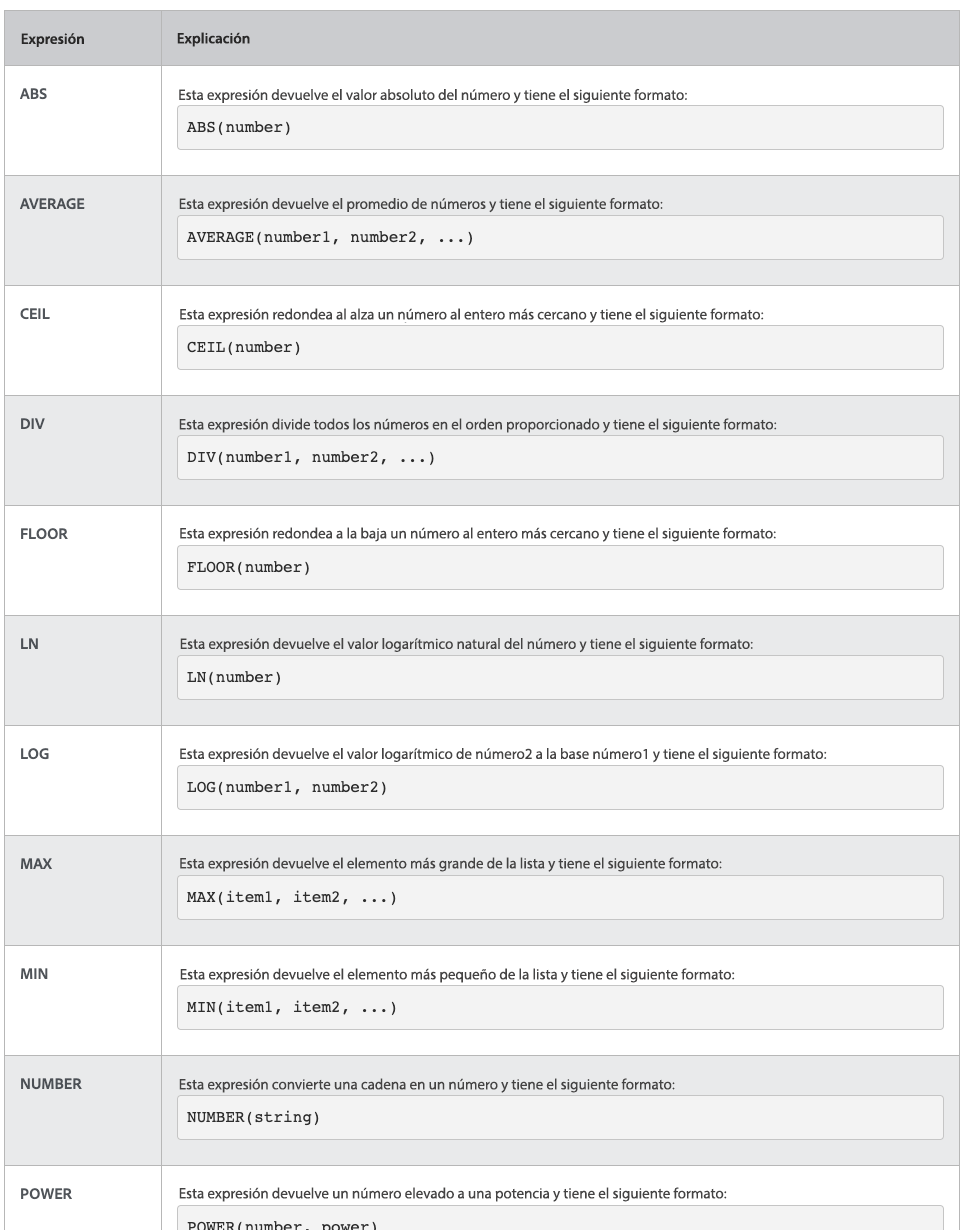 Expresión Explicación
ABS Esta expresión devuelve el valor absoluto del número y tiene el siguiente formato:
ABS(number)
AVERAGE Esta expresión devuelve el promedio de números y tiene el siguiente formato:
AVERAGE(number1, number2, ...)
CEIL Esta expresión redondea al alza un número al entero más cercano y tiene el siguiente formato:
CEIL(number)
DIV Esta expresión divide todos los números en el orden proporcionado y tiene el siguiente formato:
DIV(number1, number2, ...)
FLOOR Esta expresión redondea a la baja un número al entero más cercano y tiene el siguiente formato:
FLOOR(number)
LN Esta expresión devuelve el valor logarítmico natural del número y tiene el siguiente formato:
LN(number)
LOG Esta expresión devuelve el valor logarítmico de número2 a la base número1 y tiene el siguiente formato:
LOG(number1, number2)
MAX Esta expresión devuelve el elemento más grande de la lista y tiene el siguiente formato:
MAX(item1, item2, ...)
MIN Esta expresión devuelve el elemento más pequeño de la lista y tiene el siguiente formato:
MIN(item1, item2, ...)
NUMBER Esta expresión convierte una cadena en un número y tiene el siguiente formato:
NUMBER(string)
POWER Esta expresión devuelve un número elevado a una potencia y tiene el siguiente formato:
POWER(number, power)